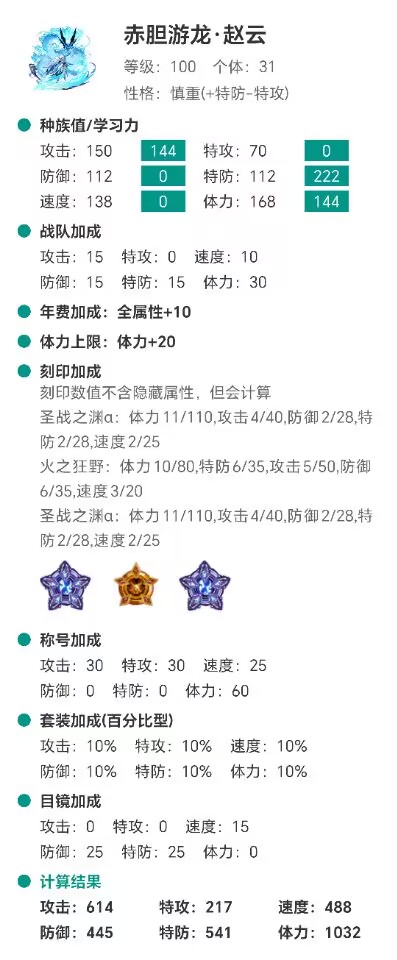 赤胆游龙·赵云
等级：100 个体：31
性格：慎重(+特防-特攻)
种族值/学习力
攻击：150 144 特攻：70 0
防御：112 0 特防：112 222
速度：138 0 体力：168 144
战队加成
攻击：15 特攻：0 速度：10
防御：15 特防：15 体力：30
年费加成：全属性+10
体力上限：体力+20
刻印加成
刻印数值不含隐藏属性，但会计算
圣战之渊α：体力11/110,攻击4/40,防御2/28,特
防2/28,速度2/25
火之狂野：体力10/80,特防6/35,攻击5/50,防御
6/35,速度3/20
圣战之渊α：体力11/110,攻击4/40,防御2/28,特
防2/28,速度2/25
称号加成
攻击：30 特攻：30 速度：25
防御：0 特防：0 体力：60
套装加成(百分比型)
攻击：10% 特攻：10% 速度：10%
防御：10% 特防：10% 体力：10%
目镜加成
攻击：0 特攻：0 速度：15
防御：25 特防：25 体力：0
计算结果
攻击：614 特攻：217 速度：488
防御：445 特防：541 体力：1032